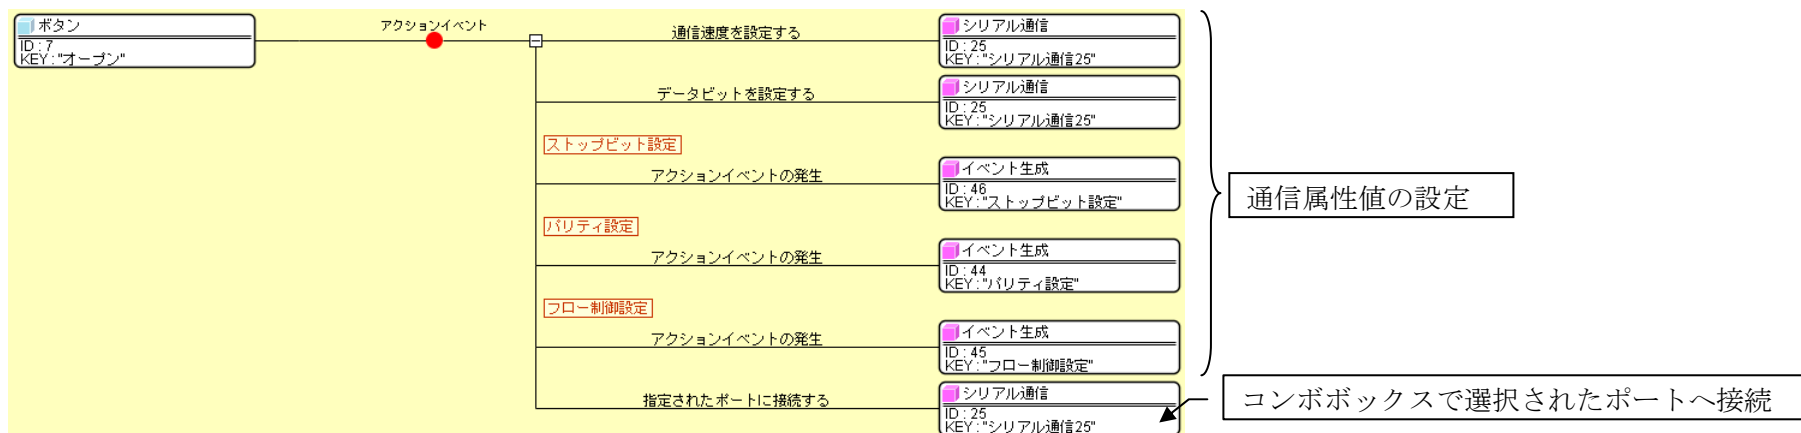 ボタン
ID : 7
KEY : "オープン"
アクションイベント
通信速度を設定する
シリアル通信
ID : 25
KEY : "シリアル通信25"
データビットを設定する
シリアル通信
ID : 25
KEY : "シリアル通信25"
ストップビット設定
アクションイベントの発生
イベント生成
ID : 46
KEY : "ストップビット設定"
パリティ設定
アクションイベントの発生
イベント生成
ID : 44
KEY : "パリティ設定"
フロー制御設定
アクションイベントの発生
イベント生成
ID : 45
KEY : "フロー制御設定"
指定されたポートに接続する
シリアル通信
ID : 25
KEY : "シリアル通信25"
通信属性値の設定
コンボボックスで選択されたポートへ接続